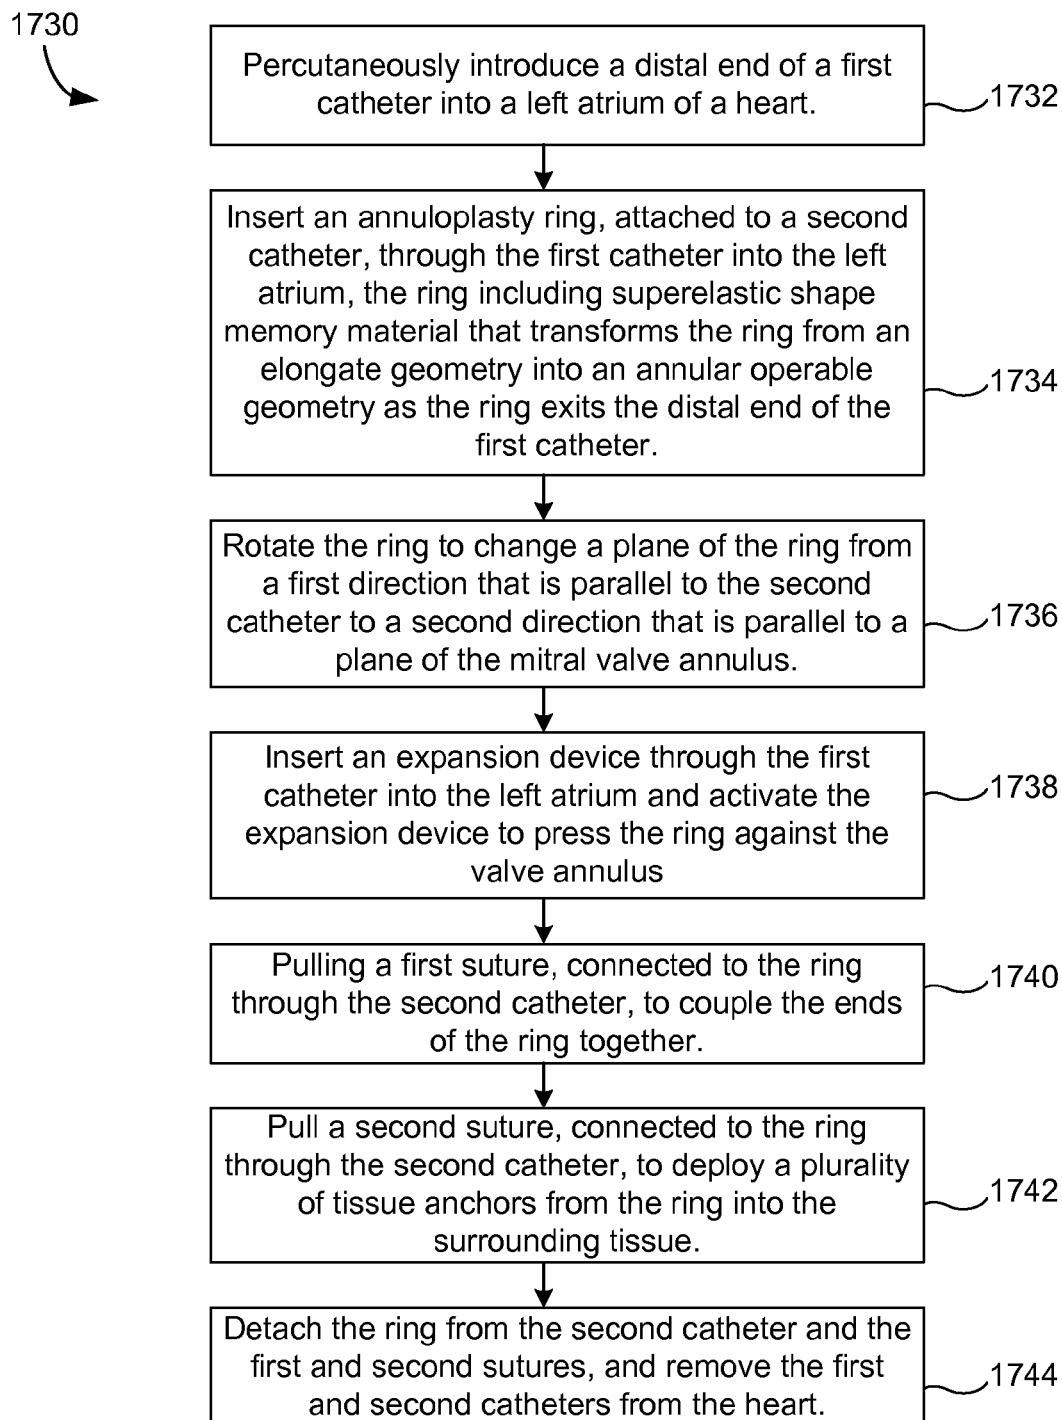 1730
Percutaneously introduce a distal end of a first
catheter into a left atrium of a heart.
1732
Insert an annuloplasty ring, attached to a second
catheter, through the first catheter into the left
atrium, the ring including superelastic shape
memory material that transforms the ring from an
elongate geometry into an annular operable
geometry as the ring exits the distal end of the
first catheter.
1734
Rotate the ring to change a plane of the ring from
a first direction that is parallel to the second
catheter to a second direction that is parallel to a
plane of the mitral valve annulus.
1736
Insert an expansion device through the first
catheter into the left atrium and activate the
expansion device to press the ring against the
valve annulus
1738
Pulling a first suture, connected to the ring
through the second catheter, to couple the ends
of the ring together.
1740
Pull a second suture, connected to the ring
through the second catheter, to deploy a plurality
of tissue anchors from the ring into the
surrounding tissue.
1742
Detach the ring from the second catheter and the
first and second sutures, and remove the first
and second catheters from the heart.
1744